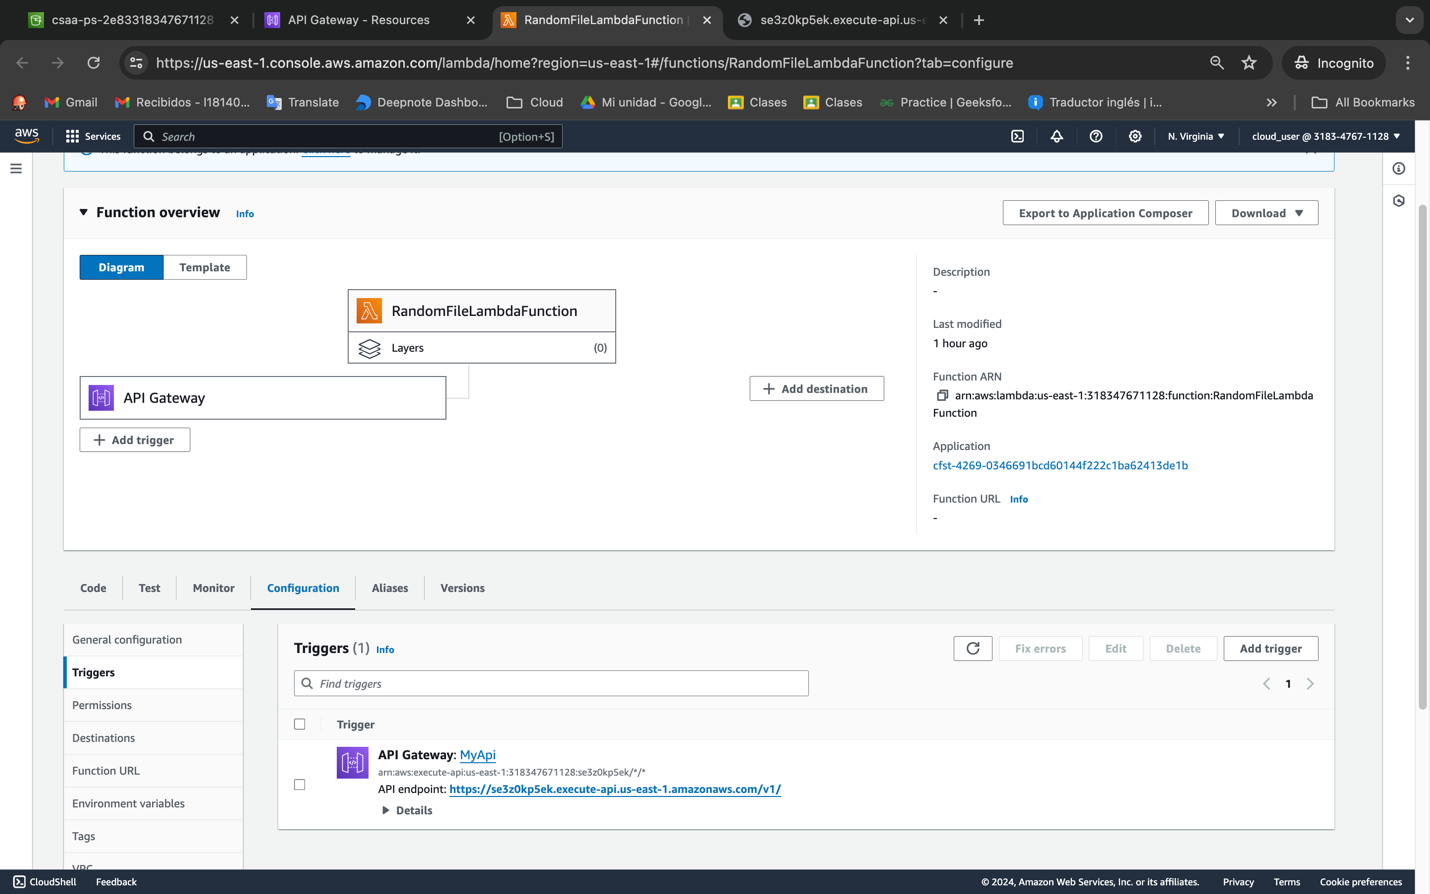 csaa-ps-2e83318347671128
API Gateway - Resources
RandomFileLambdaFunction
se3z0kp5ek.execute-api.us-e
https://us-east-1.console.aws.amazon.com/lambda/home?region=us-east-1#/functions/RandomFileLambdaFunction?tab=configure
Incognito
Gmail
Recibidos - l18140...
Translate
Deepnote Dashbo...
Cloud
Mi unidad - Googl...
Clases
Clases
Practice | Geeksfo...
Traductor inglés | i...
All Bookmarks
aws
Services
Search
[Option+S]
N. Virginia
cloud_user @ 3183-4767-1128
Function overview
Info
Export to Application Composer
Download
Diagram
Template
RandomFileLambdaFunction
Layers
(0)
API Gateway
Add trigger
Add destination
Description
-
Last modified
1 hour ago
Function ARN
arn:aws:lambda:us-east-1:318347671128:function:RandomFileLambda
Function
Application
cfst-4269-0346691bcd60144f222c1ba62413de1b
Function URL Info
-
Code
Test
Monitor
Configuration
Aliases
Versions
General configuration
Triggers
Permissions
Destinations
Function URL
Environment variables
Tags
VPC
Triggers (1) Info
Fix errors
Edit
Delete
Add trigger
Find triggers
1
Trigger
API Gateway: MyApi
arn:aws:execute-api:us-east-1:318347671128:se3z0kp5ek/*/*
API endpoint: https://se3z0kp5ek.execute-api.us-east-1.amazonaws.com/v1/
Details
CloudShell
Feedback
© 2024, Amazon Web Services, Inc. or its affiliates.
Privacy
Terms
Cookie preferences